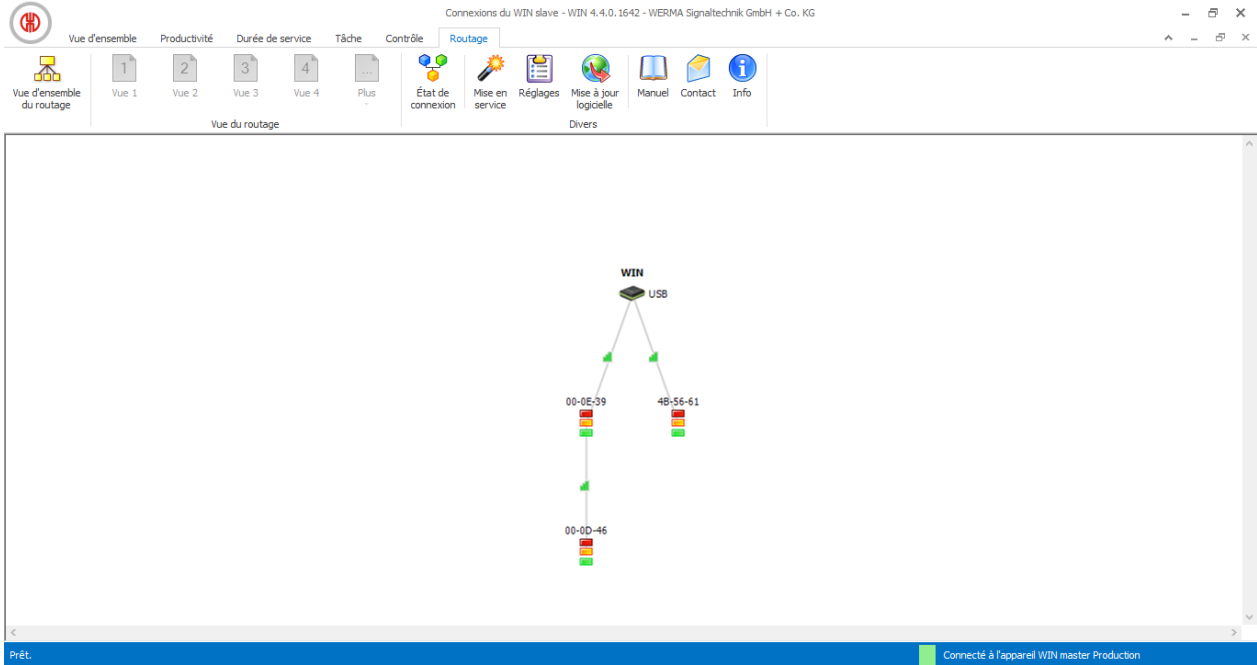 Connexions du WIN slave - WIN 4.4.0.1642 - WERMA Signaltechnik GmbH + Co. KG
Vue d'ensemble Productivité Durée de service Tâche Contrôle Routage
Vue d'ensemble du routage
1 Vue 1
2 Vue 2
3 Vue 3
4 Vue 4
... Plus
État de connexion
Mise en service
Réglages
Mise à jour logicielle
Manuel
Contact
Info
Vue du routage
Divers
WIN
USB
00-0E-39
4B-56-61
00-0D-46
Prêt.
Connecté à l'appareil WIN master Production